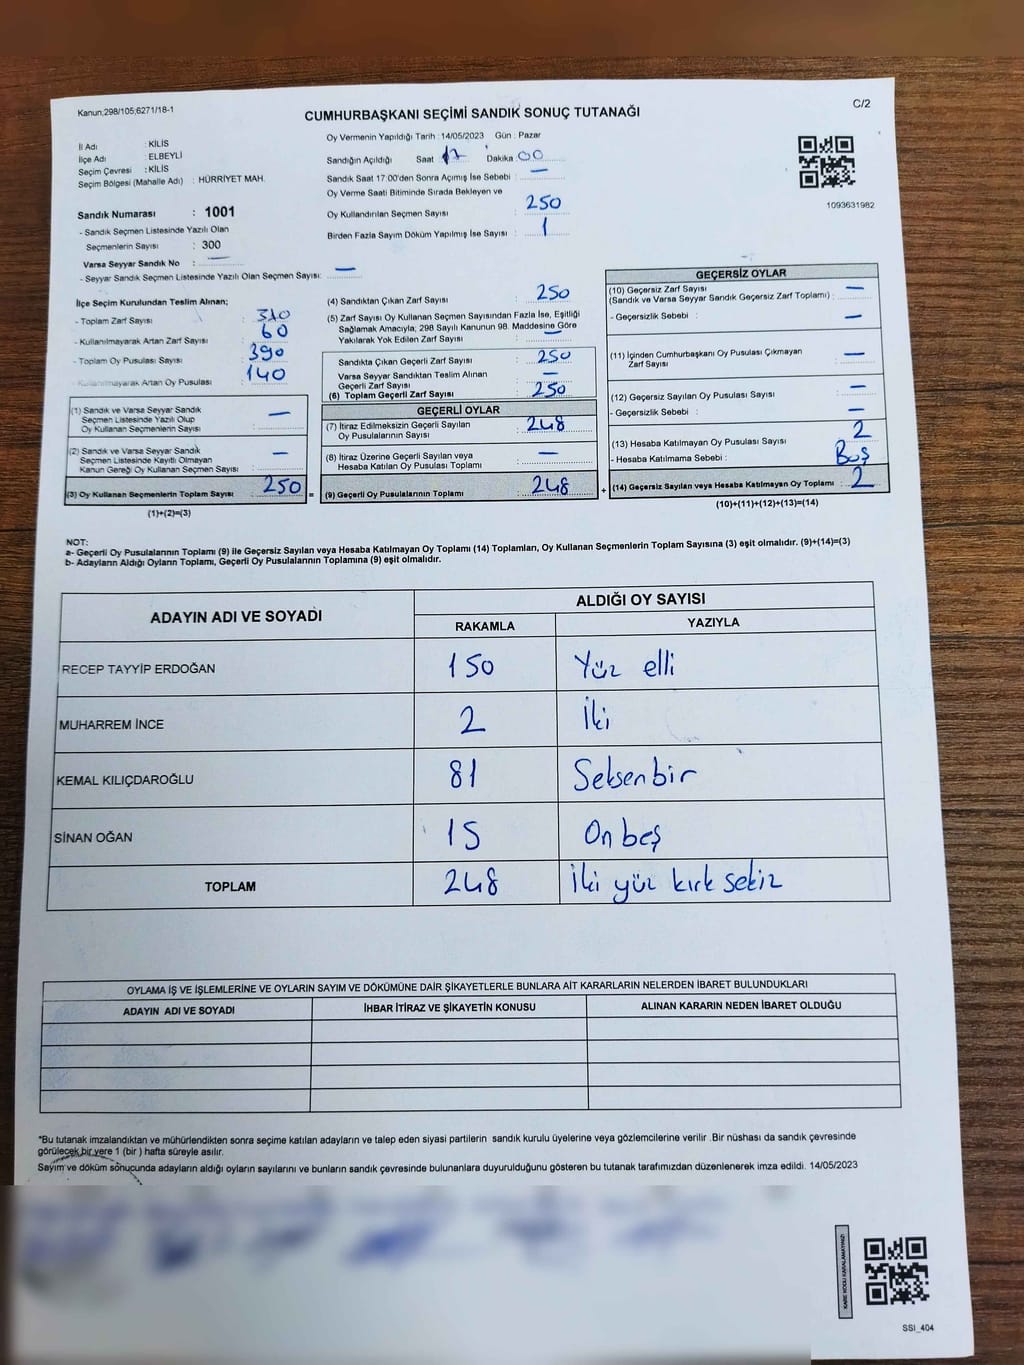 Kanun;298/105;6271/18-1
C/2
CUMHURBAŞKANI SEÇİMİ SANDIK SONUÇ TUTANAĞI
İl Adı : KİLİS
İlçe Adı : ELBEYLİ
Seçim Çevresi : KİLİS
Seçim Bölgesi (Mahalle Adı) : HÜRRİYET MAH.
Sandık Numarası : 1001
- Sandık Seçmen Listesinde Yazılı Olan
Seçmenlerin Sayısı : 300
Varsa Seyyar Sandık No : —
- Seyyar Sandık Seçmen Listesinde Yazılı Olan Seçmen Sayısı: —
Oy Vermenin Yapıldığı Tarih :14/05/2023 Gün : Pazar
Sandığın Açıldığı Saat :17 Dakika :00
Sandık Saat 17:00'den Sonra Açımış İse Sebebi : —
Oy Verme Saati Bitiminde Sırada Bekleyen ve
Oy Kullandırılan Seçmen Sayısı : 250
Birden Fazla Sayım Döküm Yapılmış İse Sayısı : 1
1093631982
İlçe Seçim Kurulundan Teslim Alınan;
- Toplam Zarf Sayısı : 310
- Kullanılmayarak Artan Zarf Sayısı : 60
- Toplam Oy Pusulası Sayısı : 390
- Kullanılmayarak Artan Oy Pusulası : 140
(1) Sandık ve Varsa Seyyar Sandık
Seçmen Listesinde Yazılı Olup
Oy Kullanan Seçmenlerin Sayısı : —
(2) Sandık ve Varsa Seyyar Sandık
Seçmen Listesinde Kayıtlı Olmayan
Kanun Gereği Oy Kullanan Seçmen Sayısı : —
(3) Oy Kullanan Seçmenlerin Toplam Sayısı : 250 =
(1)+(2)=(3)
(4) Sandıktan Çıkan Zarf Sayısı : 250
(5) Zarf Sayısı Oy Kullanan Seçmen Sayısından Fazla İse, Eşitliği
Sağlamak Amacıyla; 298 Sayılı Kanunun 98. Maddesine Göre
Yakılarak Yok Edilen Zarf Sayısı : —
Sandıkta Çıkan Geçerli Zarf Sayısı : 250
Varsa Seyyar Sandıktan Teslim Alınan
Geçerli Zarf Sayısı : —
(6) Toplam Geçerli Zarf Sayısı : 250
GEÇERLİ OYLAR
(7) İtiraz Edilmeksizin Geçerli Sayılan
Oy Pusulalarının Sayısı : 248
(8) İtiraz Üzerine Geçerli Sayılan veya
Hesaba Katılan Oy Pusulası Toplamı : —
(9) Geçerli Oy Pusulalarının Toplamı : 248 +
GEÇERSİZ OYLAR
(10) Geçersiz Zarf Sayısı
(Sandık ve Varsa Seyyar Sandık Geçersiz Zarf Toplamı) : —
- Geçersizlik Sebebi : —
(11) İçinden Cumhurbaşkanı Oy Pusulası Çıkmayan
Zarf Sayısı : —
(12) Geçersiz Sayılan Oy Pusulası Sayısı : —
- Geçersizlik Sebebi : —
(13) Hesaba Katılmayan Oy Pusulası Sayısı : 2
- Hesaba Katılmama Sebebi : Boş
(14) Geçersiz Sayılan veya Hesaba Katılmayan Oy Toplamı : 2
(10)+(11)+(12)+(13)=(14)
NOT:
a- Geçerli Oy Pusulalarının Toplamı (9) ile Geçersiz Sayılan veya Hesaba Katılmayan Oy Toplamı (14) Toplamları, Oy Kullanan Seçmenlerin Toplam Sayısına (3) eşit olmalıdır. (9)+(14)=(3)
b- Adayların Aldığı Oyların Toplamı, Geçerli Oy Pusulalarının Toplamına (9) eşit olmalıdır.
ADAYIN ADI VE SOYADI
ALDIĞI OY SAYISI
RAKAMLA YAZIYLA
RECEP TAYYİP ERDOĞAN 150 Yüz elli
MUHARREM İNCE 2 İki
KEMAL KILIÇDAROĞLU 81 Seksenbir
SİNAN OĞAN 15 On beş
TOPLAM 248 İki yüz kırk sekiz
OYLAMA İŞ VE İŞLEMLERİNE VE OYLARIN SAYIM VE DÖKÜMÜNE DAİR ŞİKAYETLERLE BUNLARA AİT KARARLARIN NELERDEN İBARET BULUNDUKLARI
ADAYIN ADI VE SOYADI İHBAR İTİRAZ VE ŞİKAYETİN KONUSU ALINAN KARARIN NEDEN İBARET OLDUĞU
*Bu tutanak imzalandıktan ve mühürlendikten sonra seçime katılan adayların ve talep eden siyasi partilerin sandık kurulu üyelerine veya gözlemcilerine verilir .Bir nüshası da sandık çevresinde
görülecek bir yere 1 (bir ) hafta süreyle asılır.
Sayım ve döküm sonucunda adayların aldığı oyların sayılarını ve bunların sandık çevresinde bulunanlara duyurulduğunu gösteren bu tutanak tarafımızdan düzenlenerek imza edildi. 14/05/2023
KARE KODU KARALAMAYINIZ!
SSI_404